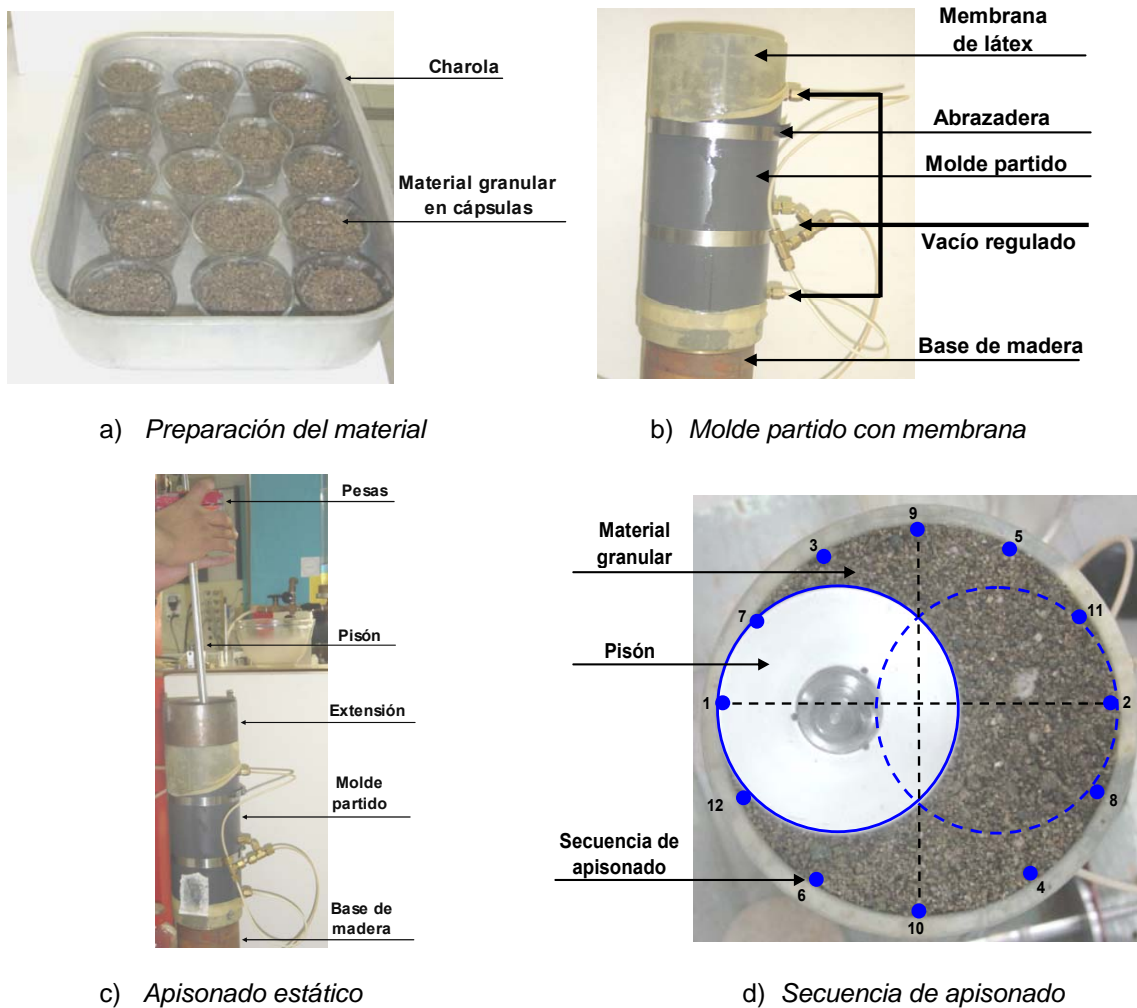 Charola
Material granular
en cápsulas
a) Preparación del material
Membrana
de látex
Abrazadera
Molde partido
Vacío regulado
Base de madera
b) Molde partido con membrana
Pesas
Pisón
Extensión
Molde
partido
Base de
madera
c) Apisonado estático
Material
granular
Pisón
Secuencia de
apisonado
9
3
5
7
11
1
2
12
8
6
4
10
d) Secuencia de apisonado